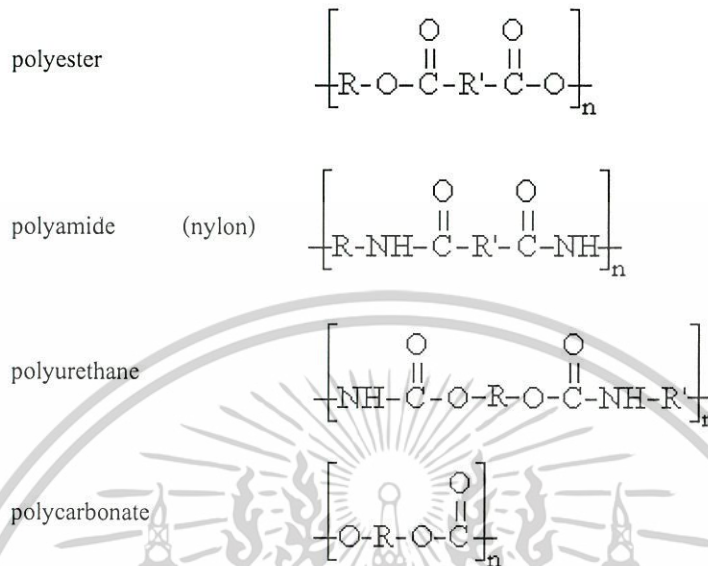 O O
polyester
R-O-C-R'-C-O
n
O O
polyamide (nylon)
R-NH-C-R'-C-NH
n
O O
polyurethane
NH-C-O-R-O-C-NH-R'
n
O
polycarbonate
O-R-O-C
n